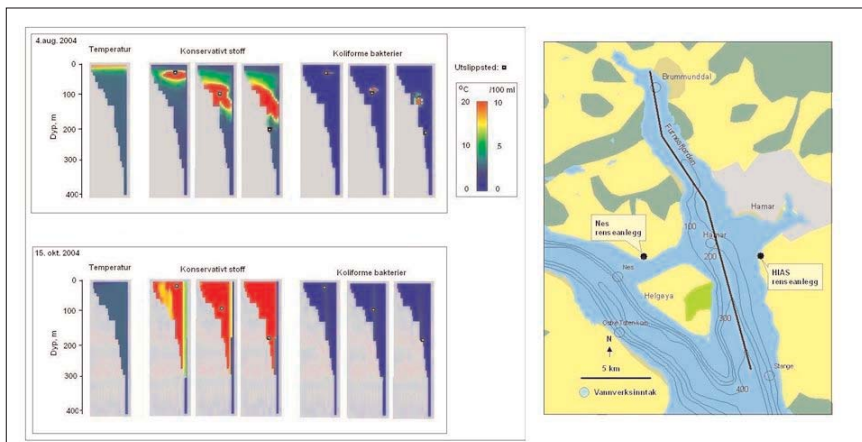 4.aug. 2004
Temperatur
Konservativt stoff
Koliforme bakterier
Utslippsted:
°C
/100 ml
20
10
10
5
0
0
Dyp, m
0
100
200
300
400
15. okt. 2004
Temperatur
Konservativt stoff
Koliforme bakterier
Dyp, m
0
100
200
300
400
Brummunddal
Furnesfjorden
Hamar
100
Hamar
200
Nes
renseanlegg
HIAS
renseanlegg
Nes
Helgøya
300
Stange
400
N
5 km
Vannverksinntak